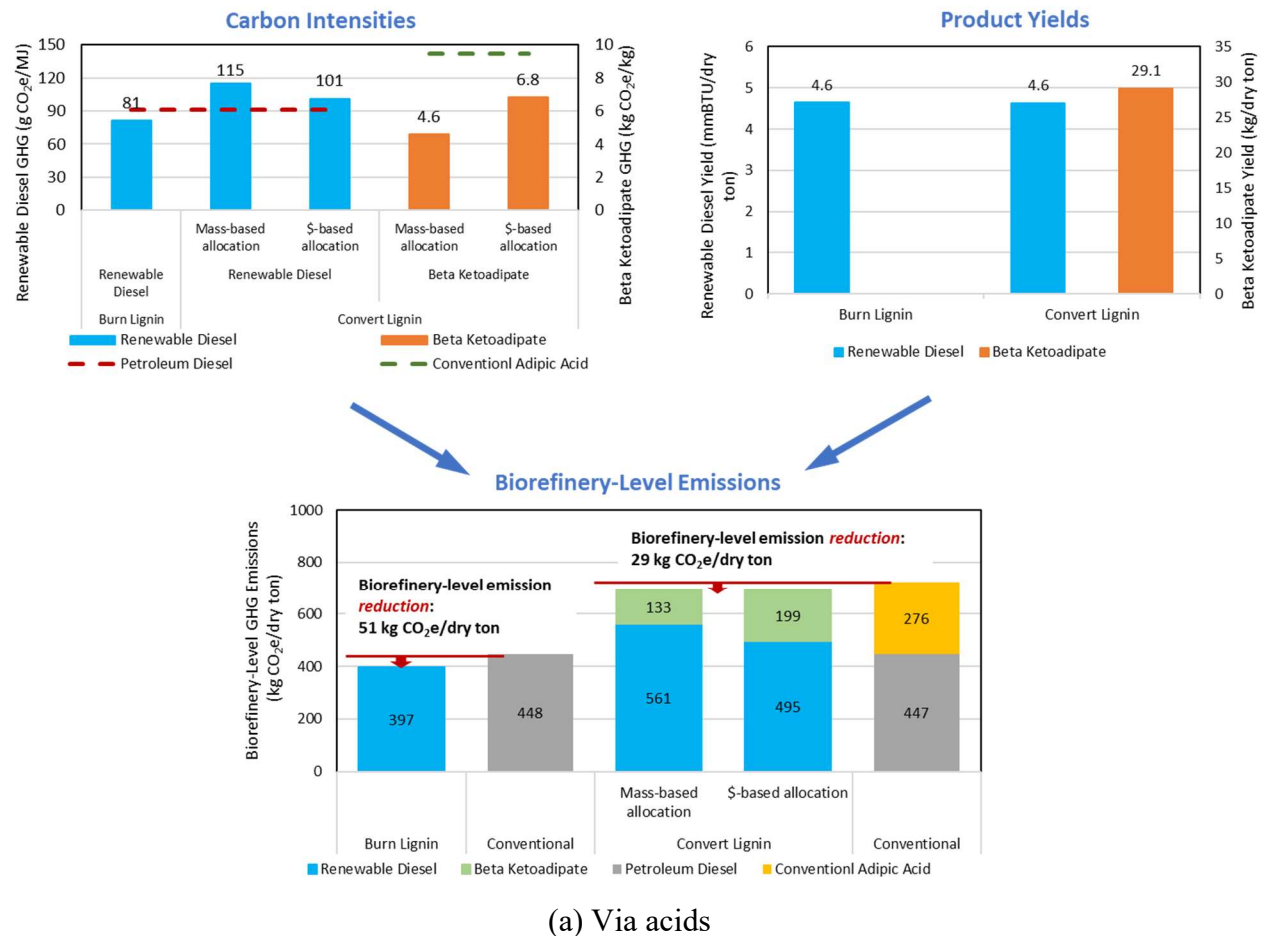 Carbon Intensities
Renewable Diesel GHG (g CO₂e/MJ)
150
120
90
60
30
0
81
115
101
4.6
6.8
10
8
6
4
2
0
Beta Ketoadipate GHG (kg CO₂e/kg)
Mass-based
allocation
$-based
allocation
Mass-based
allocation
$-based
allocation
Renewable
Diesel
Renewable Diesel
Beta Ketoadipate
Burn Lignin
Convert Lignin
Renewable Diesel
Beta Ketoadipate
Petroleum Diesel
Conventionl Adipic Acid
Product Yields
Renewable Diesel Yield (mmBTU/dry
ton)
6
5
4
3
2
1
0
4.6
4.6
29.1
35
30
25
20
15
10
5
0
Beta Ketoadipate Yield (kg/dry ton)
Burn Lignin
Convert Lignin
Renewable Diesel
Beta Ketoadipate
Biorefinery-Level Emissions
Biorefinery-Level GHG Emissions
(kg CO₂e/dry ton)
1000
800
600
400
200
0
Biorefinery-level emission
reduction:
51 kg CO₂e/dry ton
Biorefinery-level emission reduction:
29 kg CO₂e/dry ton
397
448
133
561
199
495
276
447
Mass-based
allocation
$-based allocation
Burn Lignin
Conventional
Convert Lignin
Conventional
Renewable Diesel
Beta Ketoadipate
Petroleum Diesel
Conventionl Adipic Acid
(a) Via acids